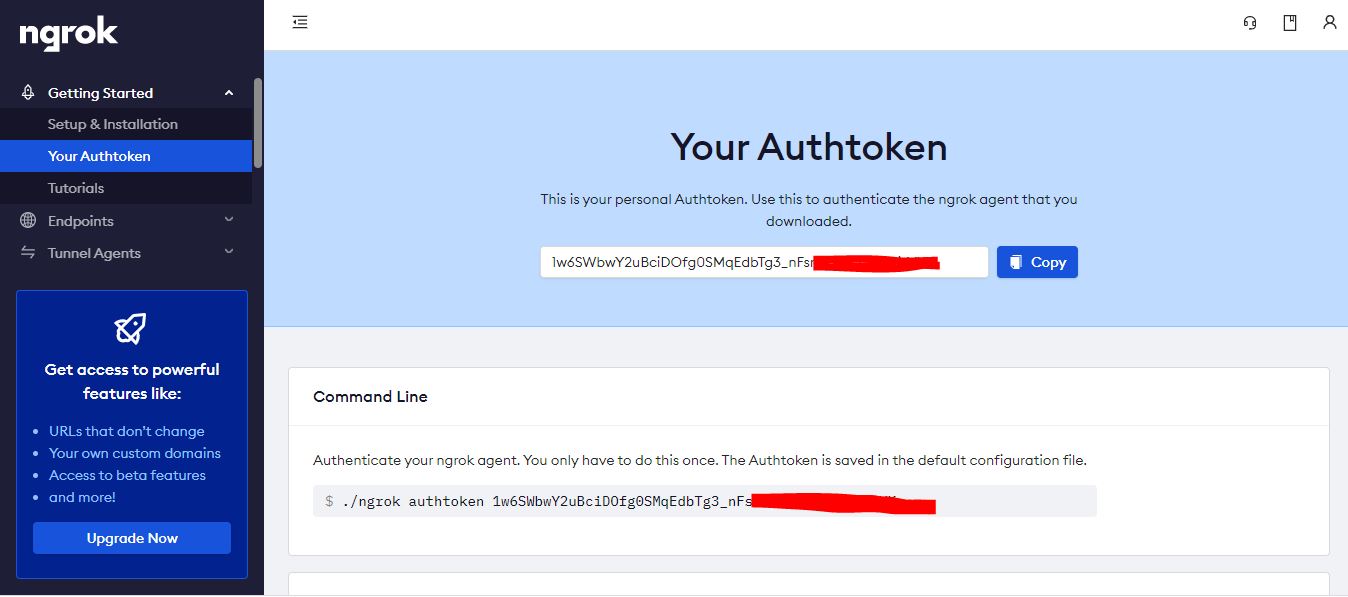 ngrok
Getting Started
Setup & Installation
Your Authtoken
Tutorials
Endpoints
Tunnel Agents
Get access to powerful
features like:
URLs that don't change
Your own custom domains
Access to beta features
and more!
Upgrade Now
Your Authtoken
This is your personal Authtoken. Use this to authenticate the ngrok agent that you
downloaded.
1w6SWbwY2uBciDOfg0SMqEdbTg3_nFs
Copy
Command Line
Authenticate your ngrok agent. You only have to do this once. The Authtoken is saved in the default configuration file.
$ ./ngrok authtoken 1w6SWbwY2uBciDOfg0SMqEdbTg3_nFs